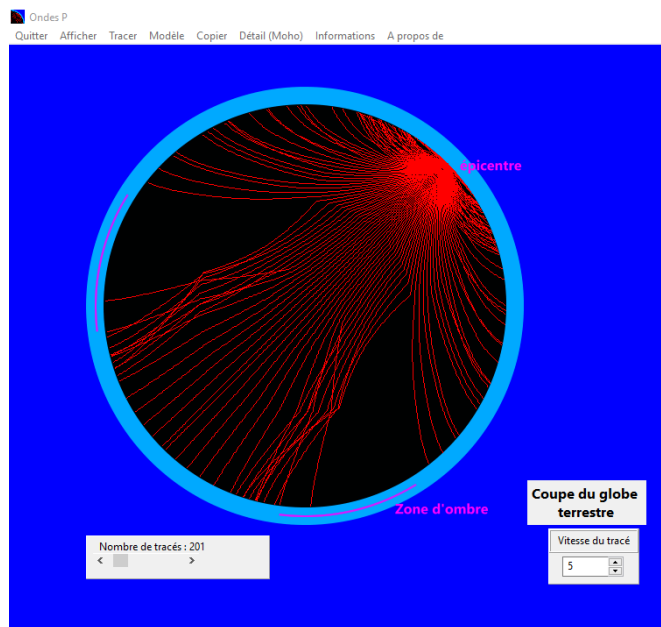 Ondes P
Quitter Afficher Tracer Modèle Copier Détail (Moho) Informations A propos de
épicentre
Zone d'ombre
Coupe du globe
terrestre
Nombre de tracés : 201
Vitesse du tracé
5